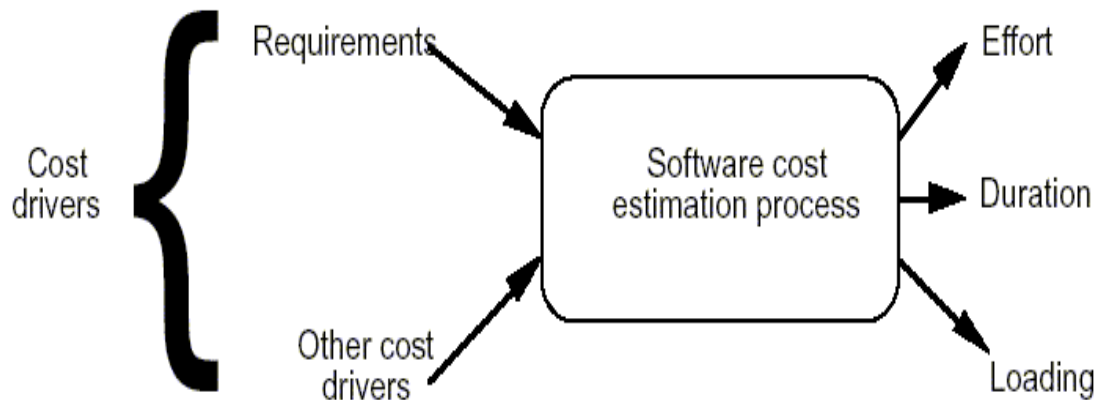 Requirements
Effort
Cost
drivers
Software cost
estimation process
Duration
Other cost
drivers
Loading